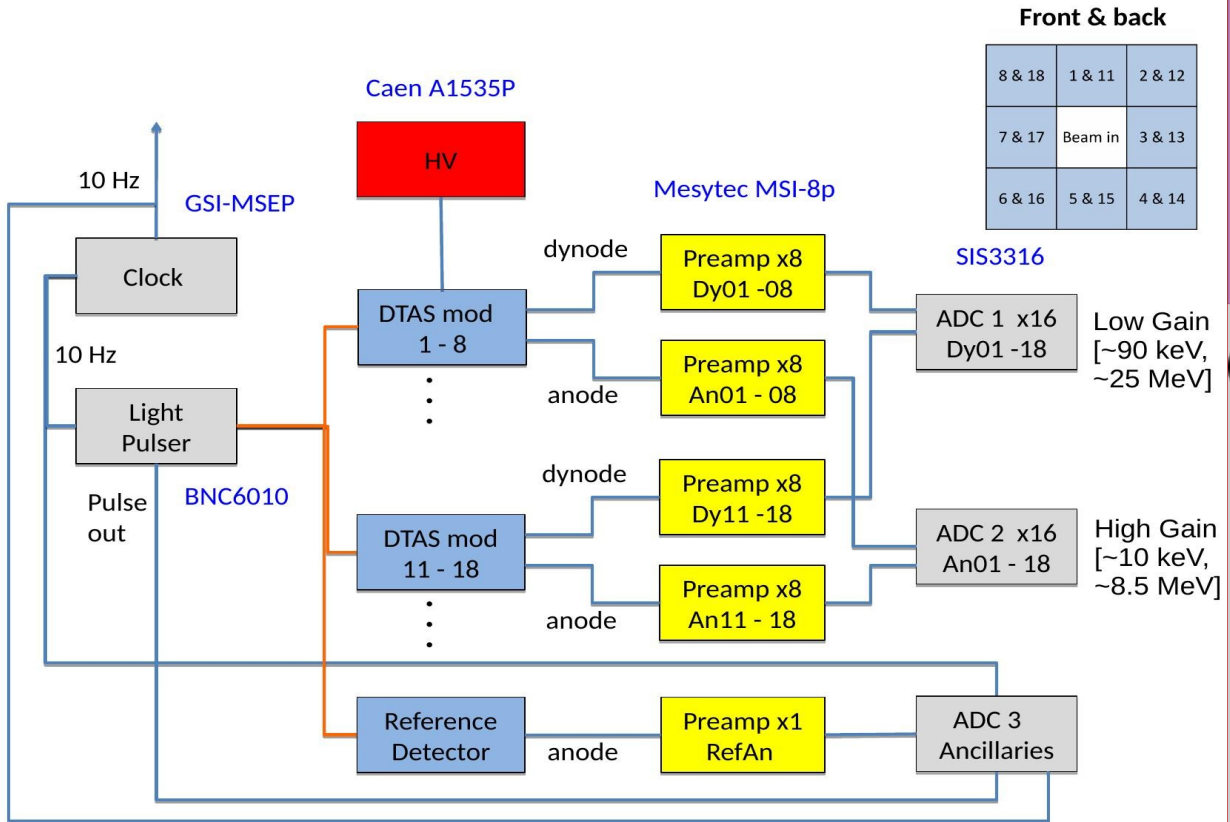 Front & back
8 & 18 1 & 11 2 & 12
7 & 17 Beam in 3 & 13
6 & 16 5 & 15 4 & 14
Caen A1535P
HV
10 Hz
GSI-MSEP
Clock
10 Hz
Light
Pulser
Pulse
out
BNC6010
DTAS mod
1 - 8
dynode
anode
DTAS mod
11 - 18
dynode
anode
Reference
Detector
anode
Mesytec MSI-8p
Preamp x8
Dy01 -08
Preamp x8
An01 - 08
Preamp x8
Dy11 -18
Preamp x8
An11 - 18
Preamp x1
RefAn
SIS3316
ADC 1 x16
Dy01 -18
Low Gain
[~90 keV,
~25 MeV]
ADC 2 x16
An01 - 18
High Gain
[~10 keV,
~8.5 MeV]
ADC 3
Ancillaries